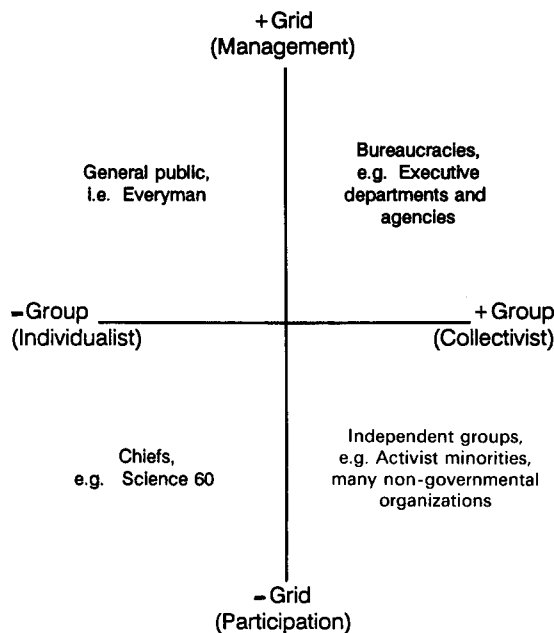 +Grid
(Management)
General public,
i.e. Everyman
Bureaucracies,
e.g. Executive
departments and
agencies
–Group
(Individualist)
+Group
(Collectivist)
Chiefs,
e.g. Science 60
Independent groups,
e.g. Activist minorities,
many non-governmental
organizations
–Grid
(Participation)